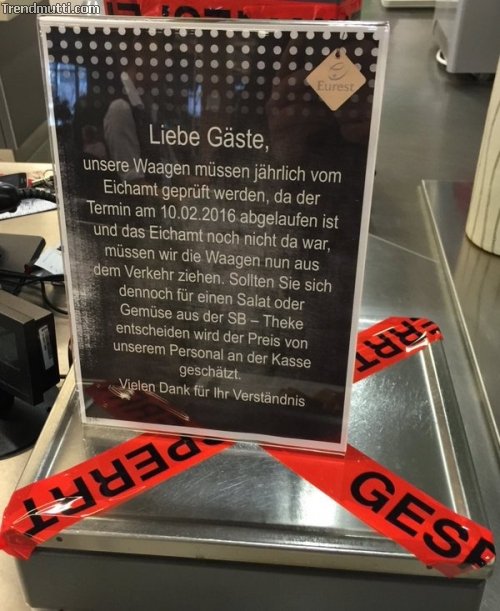 Trendmutti.com
Eurest
Liebe Gäste,
unsere Waagen müssen jährlich vom
Eichamt geprüft werden, da der
Termin am 10.02.2016 abgelaufen ist
und das Eichamt noch nicht da war,
müssen wir die Waagen nun aus
dem Verkehr ziehen. Sollten Sie sich
dennoch für einen Salat oder
Gemüse aus der SB – Theke
entscheiden wird der Preis von
unserem Personal an der Kasse
geschätzt.
Vielen Dank für Ihr Verständnis
ERRT
SPERRT
GESP